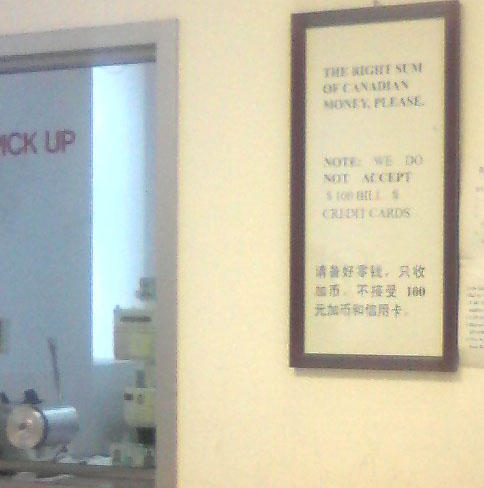 PICK UP
THE RIGHT SUM
OF CANADIAN
MONEY, PLEASE.
NOTE: WE DO
NOT ACCEPT
$ 100 BILL $
CREDIT CARDS
请备好零钱，只收
加币。不接受 100
元加币和信用卡。